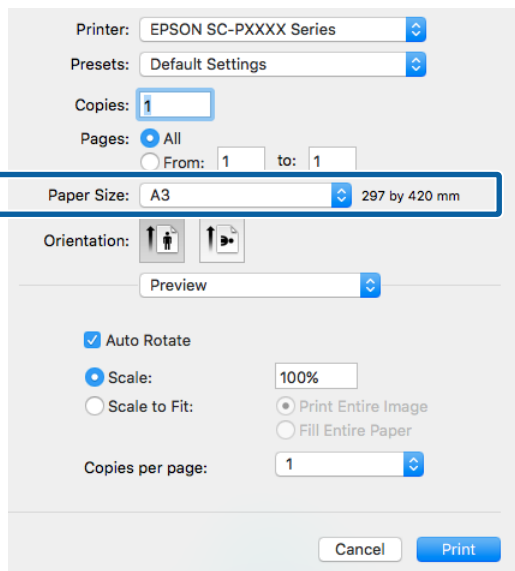 Printer: EPSON SC-PXXXX Series
Presets: Default Settings
Copies: 1
Pages: All
From: 1 to: 1
Paper Size: A3 297 by 420 mm
Orientation:
Preview
Auto Rotate
Scale: 100%
Scale to Fit: Print Entire Image
Fill Entire Paper
Copies per page: 1
Cancel Print